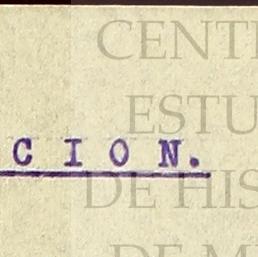 CENT
ESTU
C I O N.
DE HIS
DE M